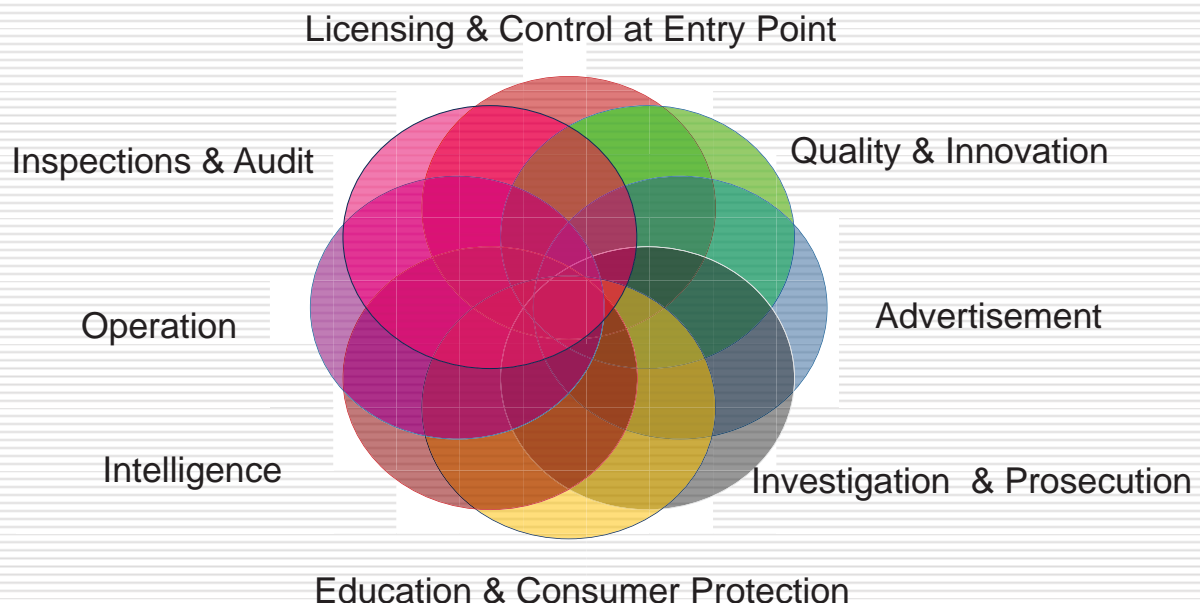 Licensing & Control at Entry Point
Quality & Innovation
Inspections & Audit
Advertisement
Operation
Intelligence
Investigation & Prosecution
Education & Consumer Protection